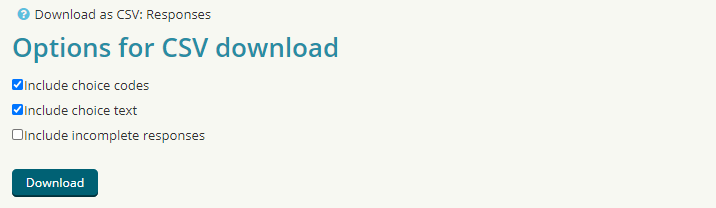 Download as CSV: Responses
Options for CSV download
Include choice codes
Include choice text
Include incomplete responses
Download